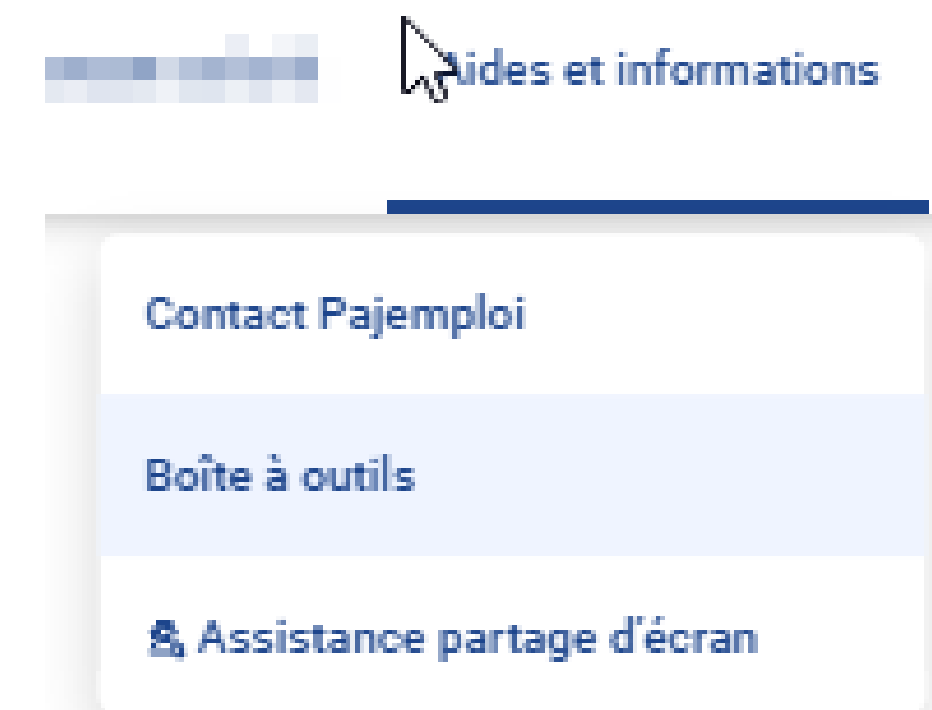 Aides et informations
Contact Pajemploi
Boîte à outils
Assistance partage d'écran